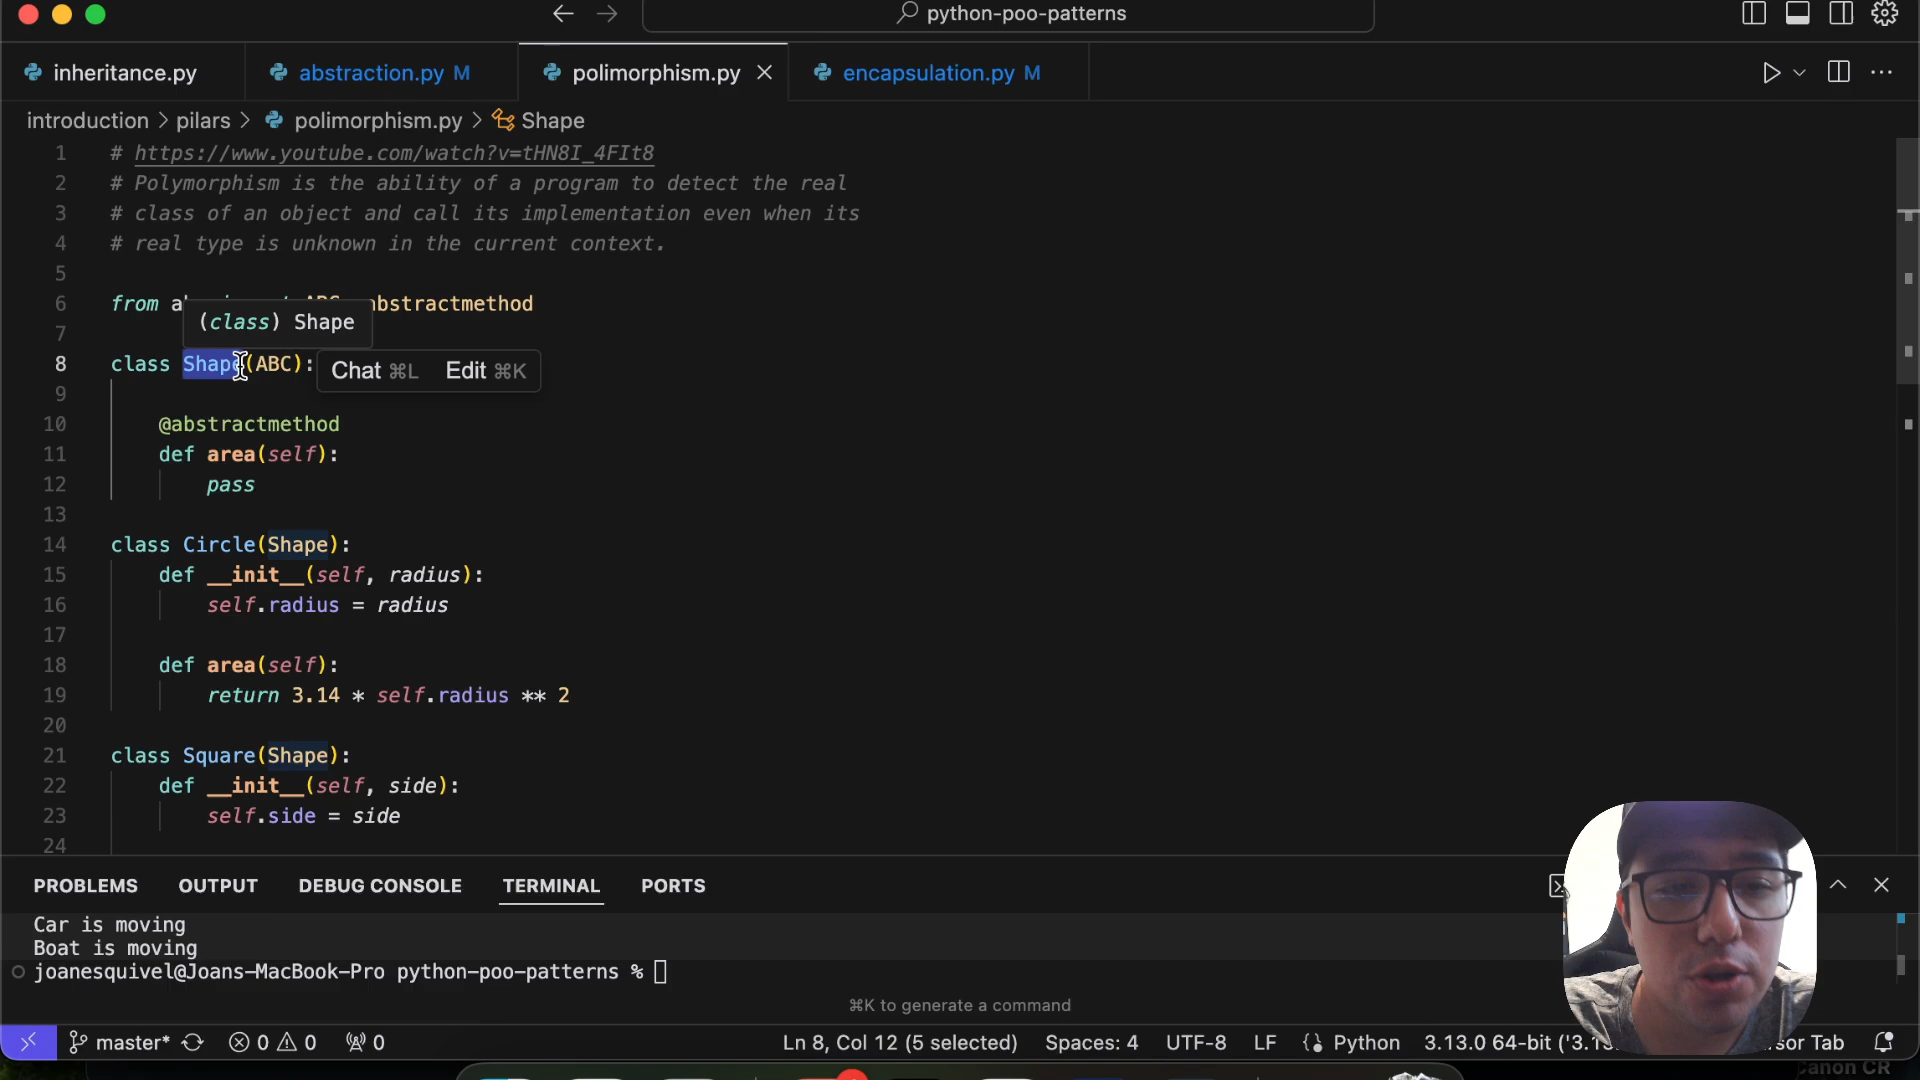 python-poo-patterns
inheritance.py
abstraction.py M
polimorphism.py
encapsulation.py M
introduction > pilars > polimorphism.py > Shape
1 # https://www.youtube.com/watch?v=tHN8I_4FIt8
2 # Polymorphism is the ability of a program to detect the real
3 # class of an object and call its implementation even when its
4 # real type is unknown in the current context.
5
6 from abstractmethod
(class) Shape
7
8 class Shape(ABC):
Chat ⌘L Edit ⌘K
9
10 @abstractmethod
11 def area(self):
12 pass
13
14 class Circle(Shape):
15 def __init__(self, radius):
16 self.radius = radius
17
18 def area(self):
19 return 3.14 * self.radius ** 2
20
21 class Square(Shape):
22 def __init__(self, side):
23 self.side = side
24
PROBLEMS OUTPUT DEBUG CONSOLE TERMINAL PORTS
Car is moving
Boat is moving
joanesquivel@Joans-MacBook-Pro python-poo-patterns %
⌘K to generate a command
master* 0 0 0 Ln 8, Col 12 (5 selected) Spaces: 4 UTF-8 LF Python 3.13.0 64-bit Tab
Canon CR